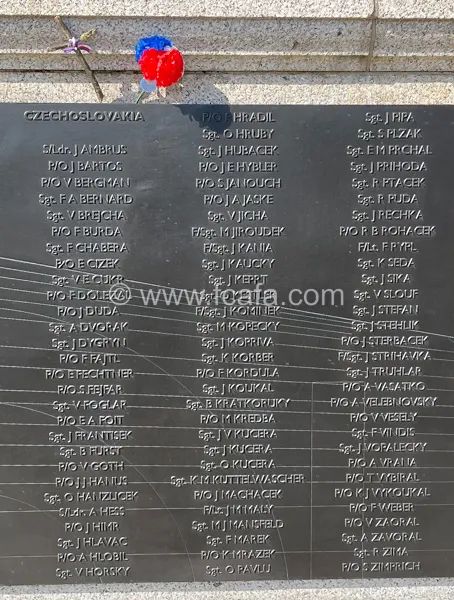 CZECHOSLOVAKIA
S/Ldr. J AMBRUS
P/O J BARTOS
P/O V BERGMAN
Sgt. F A BERNARD
Sgt. V BREJCHA
P/O F BURDA
Sgt. F CHABERA
P/O F CIZEK
Sgt. V E CUKR
P/O F DOLEZAL
P/O J DUDA
Sgt. A DVORAK
Sgt. J DYGRYN
P/O F FAJTL
P/O B FECHTNER
P/O S FEJFAR
Sgt. V FOGLAR
P/O E A FOIT
Sgt. J FRANTISEK
Sgt. B FURST
P/O V GOTH
P/O J J HANUS
Sgt. O HANZLICEK
S/Ldr. A HESS
P/O J HIMR
Sgt. J HLAVAC
P/O A HLOBIL
Sgt. V HORSKY
P/O P HRADIL
Sgt. O HRUBY
Sgt. J HUBACEK
P/O J E HYBLER
P/O S JANOUCH
P/O J A JASKE
Sgt. V JICHA
F/Sgt. M JIROUDEK
F/Sgt. J KANIA
Sgt. J KAUCKY
Sgt. J KEPRT
F/Sgt. J KOMINEK
Sgt. M KORECKY
Sgt. J KOPRIVA
Sgt. K KORBER
P/O F KORDULA
Sgt. J KOUKAL
Sgt. B KRATKORUKY
P/O M KREDBA
Sgt. J V KUCERA
Sgt. J KUCERA
Sgt. O KUCERA
Sgt. K M KUTTELWASCHER
P/O J MACHACEK
F/Lt. J M MALY
Sgt. M J MANSFELD
Sgt. F MAREK
P/O K MRAZEK
Sgt. O PAVLU
Sgt. J PIPA
Sgt. S PLZAK
Sgt. E M PRCHAL
Sgt. J PRIHODA
Sgt. R PTACEK
Sgt. R PUDA
Sgt. J RECHKA
P/O R B ROHACEK
F/Lt. F RYPL
Sgt. K SEDA
Sgt. J SIKA
Sgt. V SLOUF
Sgt. J STEFAN
Sgt. J STEHLIK
P/O J STERBACEK
F/Sgt. J STRIHAVKA
Sgt. J TRUHLAR
P/O A VASATKO
P/O A VELEBNOVSKY
P/O V VESELY
Sgt. F VINDIS
Sgt. J VOPALECKY
P/O A VRANA
P/O T VYBIRAL
P/O K J VYKOUKAL
P/O F WEBER
P/O V ZAORAL
Sgt. A ZAVORAL
Sgt. R ZIMA
P/O S ZIMPRICH
© www.fcafa.com